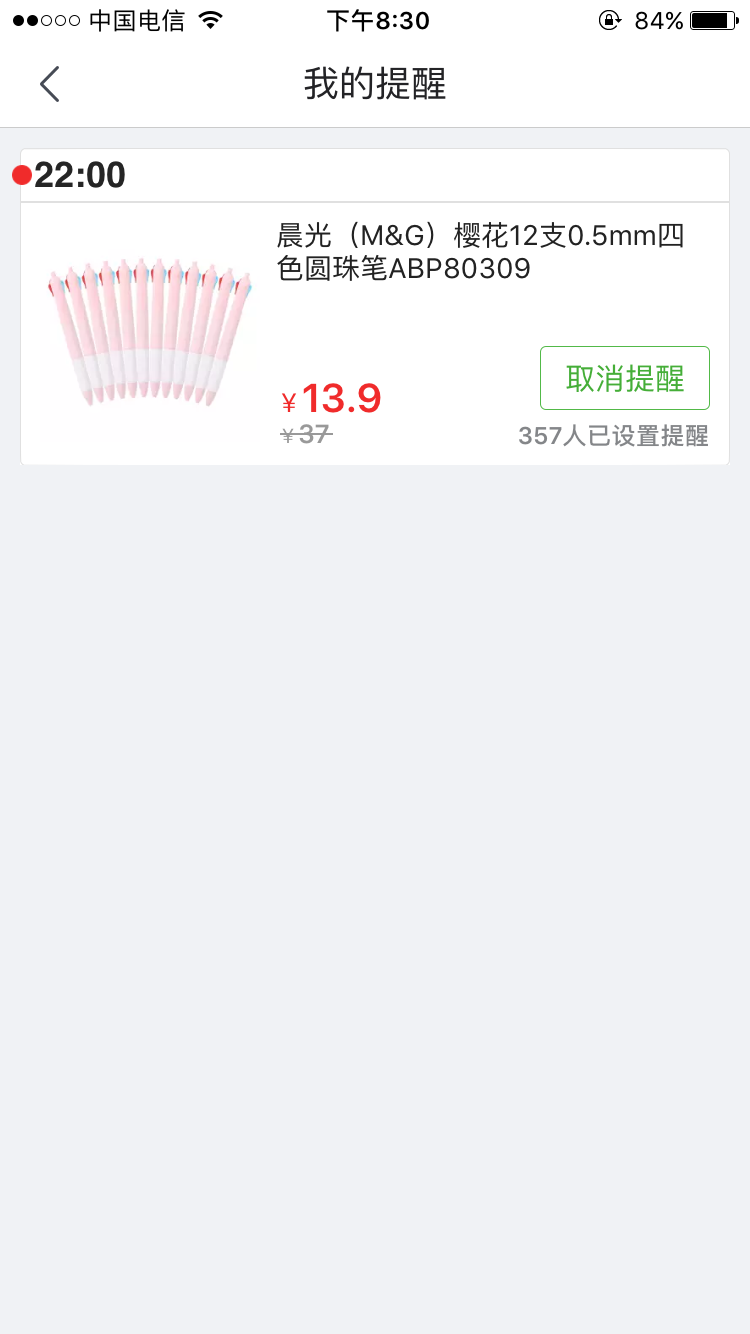 中国电信 下午8:30 84%
我的提醒
22:00
晨光（M&G）樱花12支0.5mm四
色圆珠笔ABP80309
取消提醒
￥13.9
￥37
357人已设置提醒